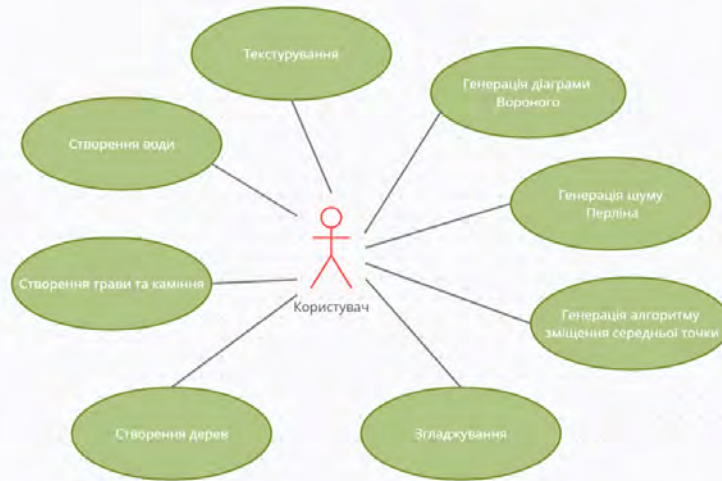 Текстурування
Генерація діаграми
Вороного
Створення води
Генерація шуму
Перліна
Створення трави та каміння
Користувач
Генерація алгоритму
зміщення середньої точки
Створення дерев
Згладжування